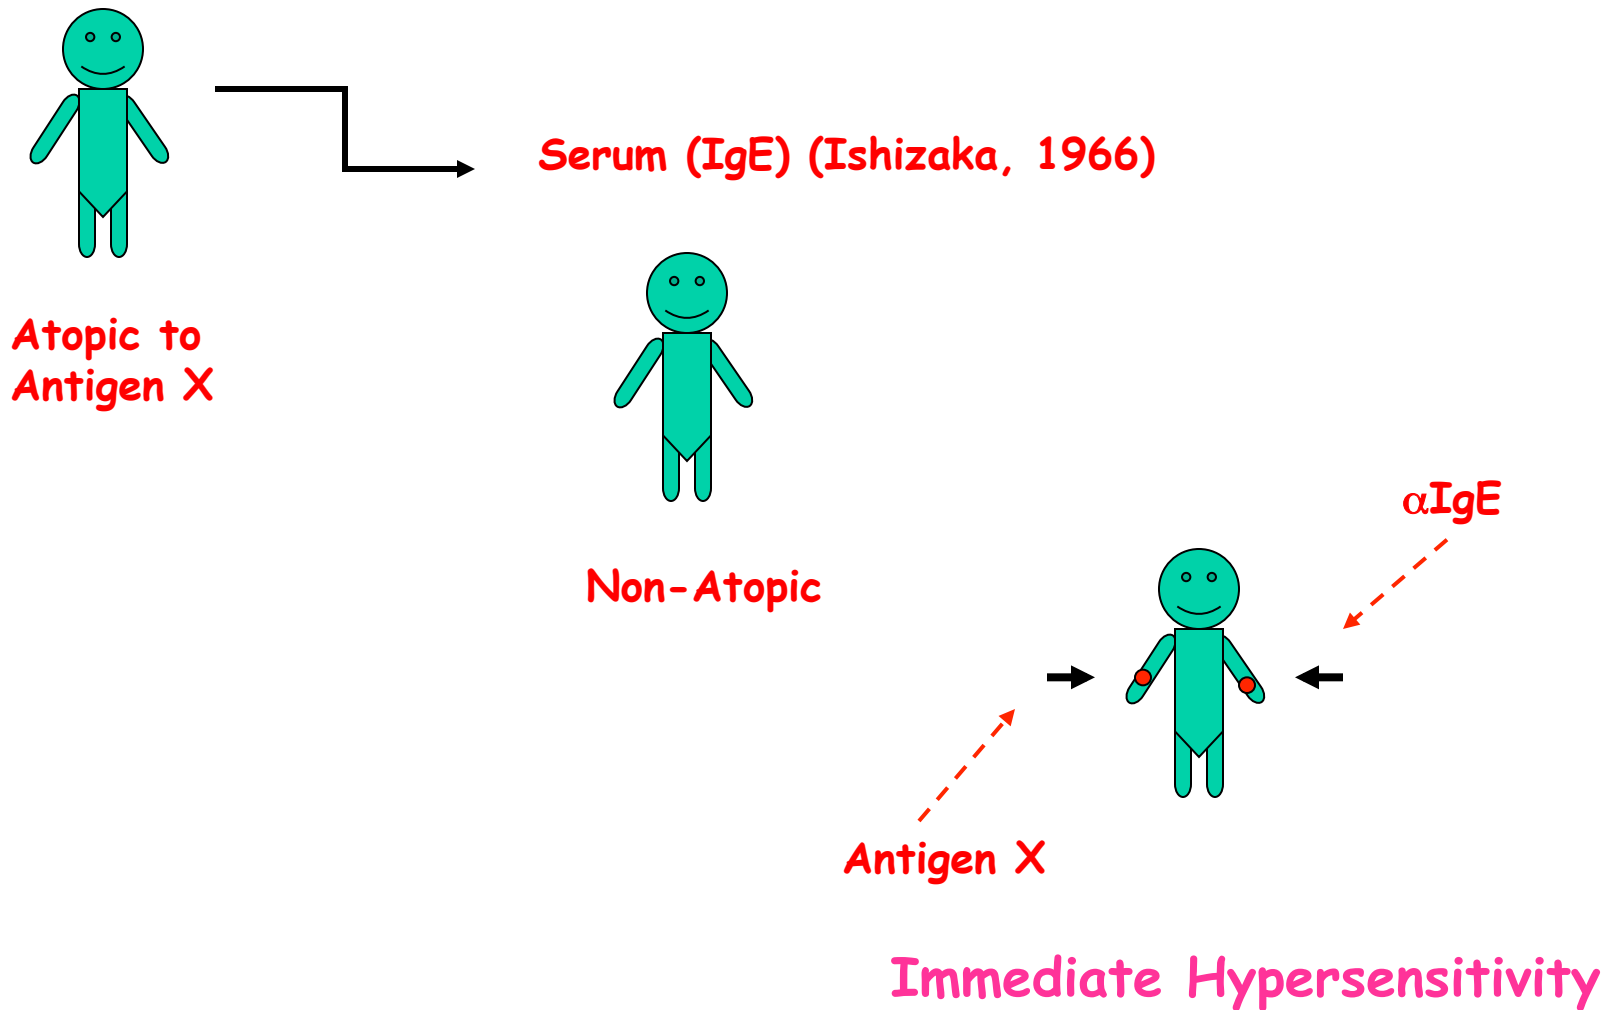 Serum (IgE) (Ishizaka, 1966)
Atopic to
Antigen X
Non-Atopic
αIgE
Antigen X
Immediate Hypersensitivity